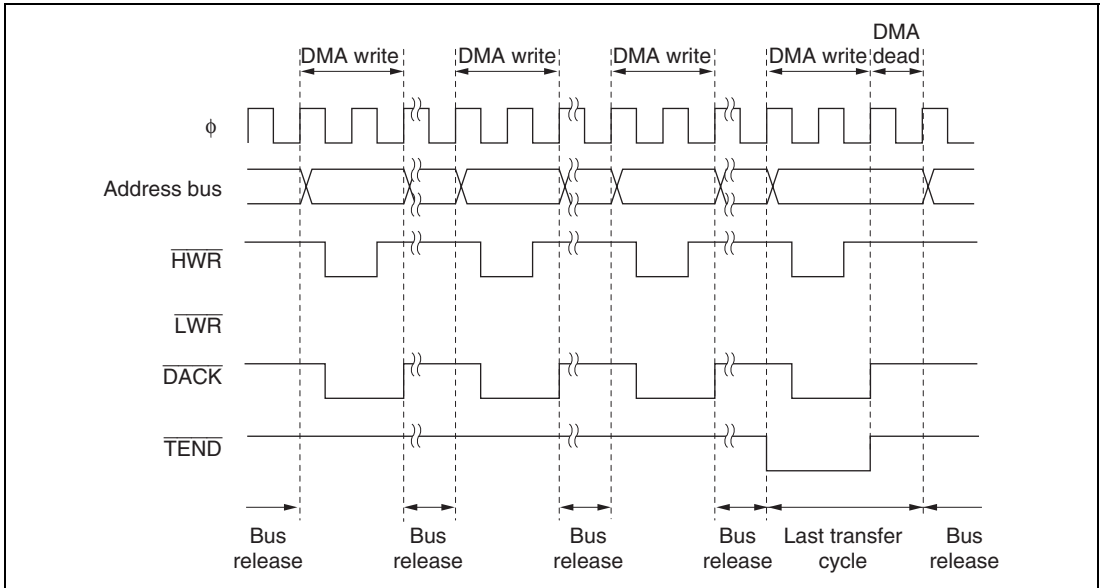 DMA
DMA write DMA write DMA write DMA write dead
ϕ
Address bus
HWR
LWR
DACK
TEND
Bus Bus Bus Bus Last transfer Bus
release release release release cycle release